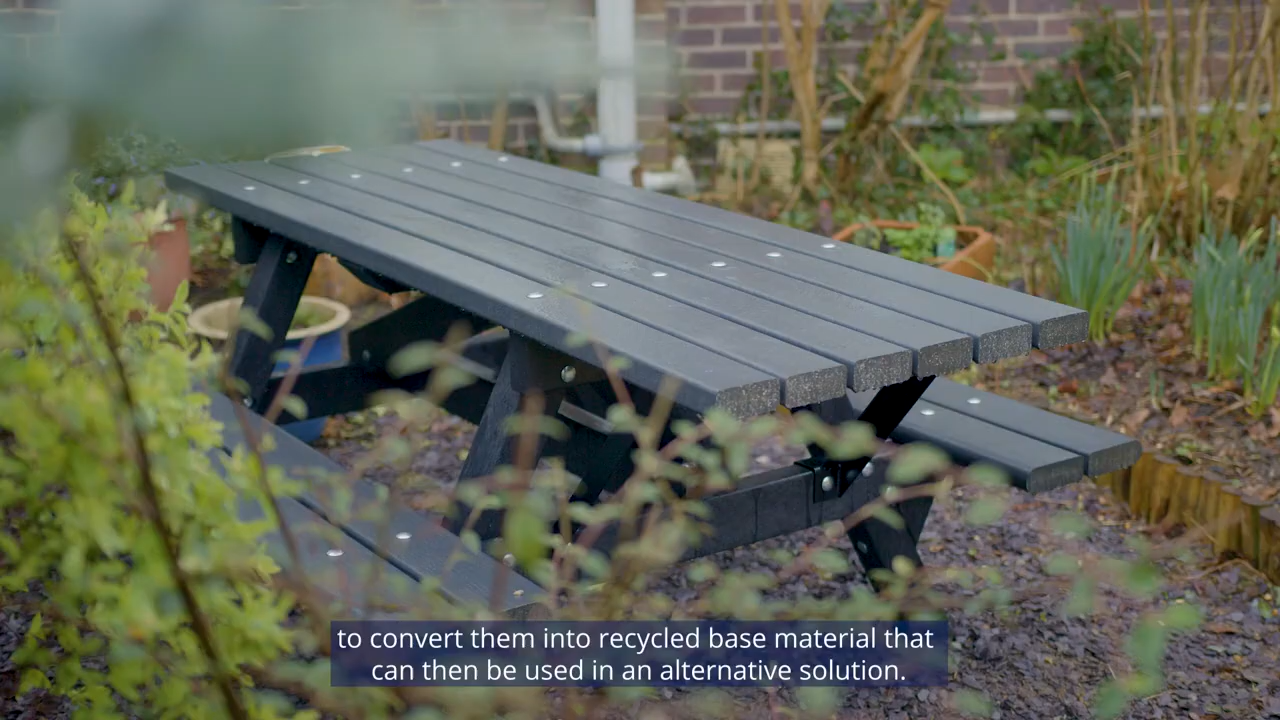 to convert them into recycled base material that
can then be used in an alternative solution.